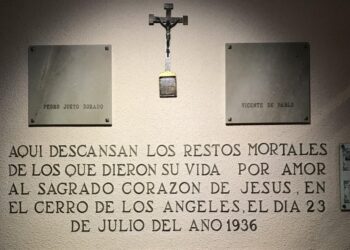 PEDRO JUSTO DORADO
VICENTE DE PABLO
AQUI DESCANSAN LOS RESTOS MORTALES
DE LOS QUE DIERON SU VIDA POR AMOR
AL SAGRADO CORAZON DE JESUS, EN
EL CERRO DE LOS ANGELES, EL DIA 23
DE JULIO DEL AÑO 1936